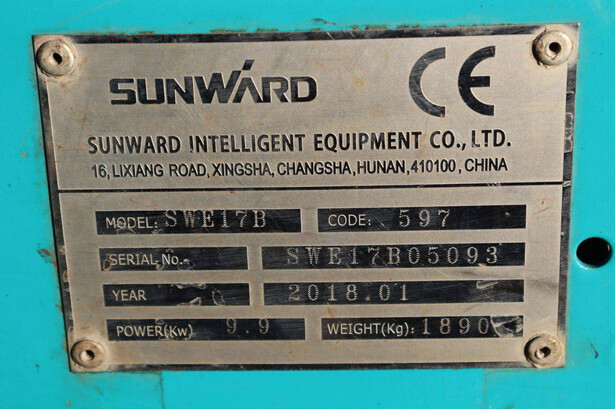 SUNWARD CE
SUNWARD INTELLIGENT EQUIPMENT CO., LTD.
16, LIXIANG ROAD, XINGSHA, CHANGSHA, HUNAN, 410100, CHINA
MODEL: SWE17B CODE: 597
SERIAL No.- SWE17B05093
YEAR 2018.01
POWER(Kw) 9.9 WEIGHT(Kg): 1890